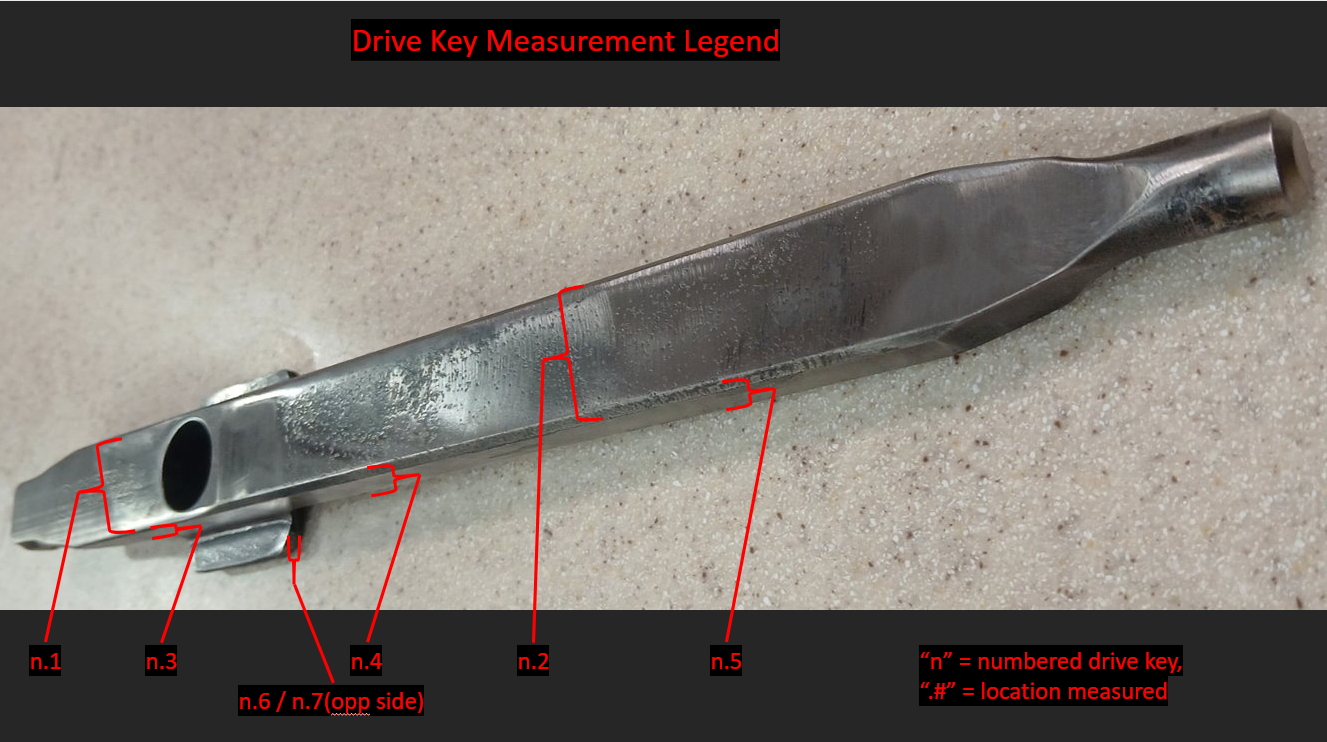 Drive Key Measurement Legend
n.1
n.3
n.4
n.2
n.5
n.6 / n.7(opp side)
“n” = numbered drive key,
“.#” = location measured